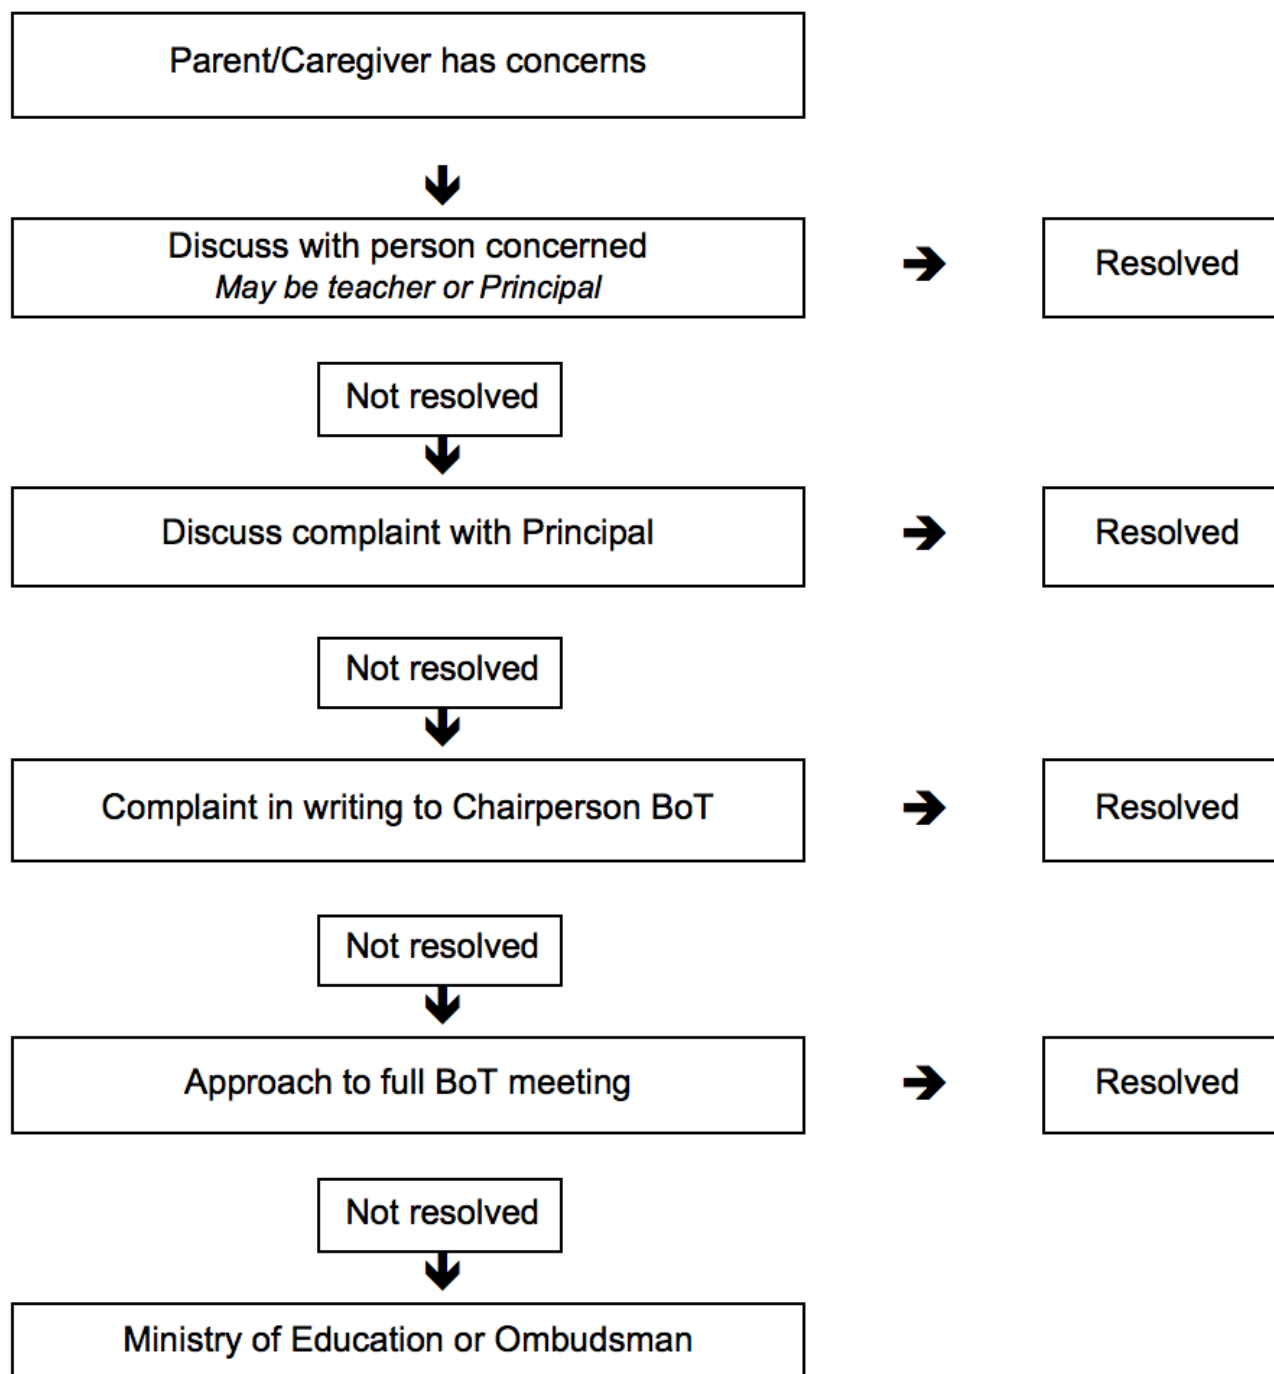 Parent/Caregiver has concerns
Discuss with person concerned
May be teacher or Principal
Resolved
Not resolved
Discuss complaint with Principal
Resolved
Not resolved
Complaint in writing to Chairperson BoT
Resolved
Not resolved
Approach to full BoT meeting
Resolved
Not resolved
Ministry of Education or Ombudsman